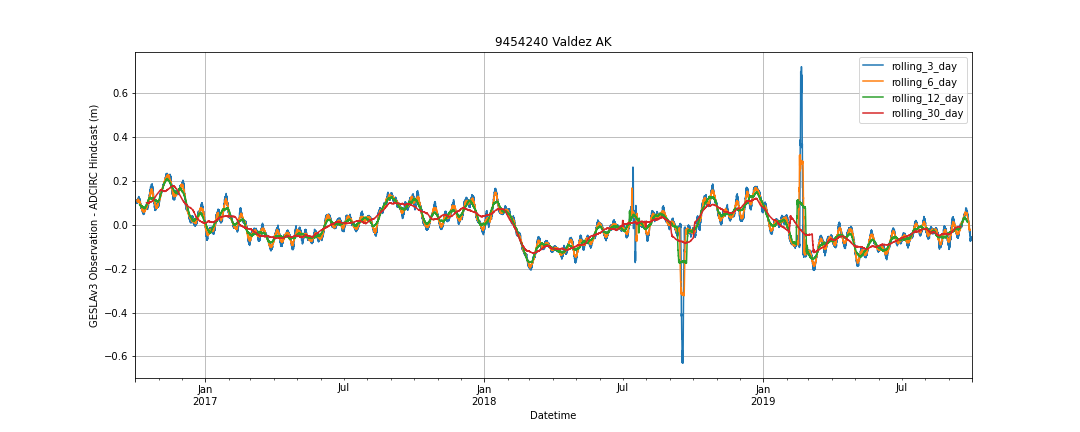 9454240 Valdez AK
GESLAv3 Observation - ADCIRC Hindcast (m)
0.6
0.4
0.2
0.0
−0.2
−0.4
−0.6
rolling_3_day
rolling_6_day
rolling_12_day
rolling_30_day
Jan
2017
Jul
Jan
2018
Jul
Jan
2019
Jul
Datetime